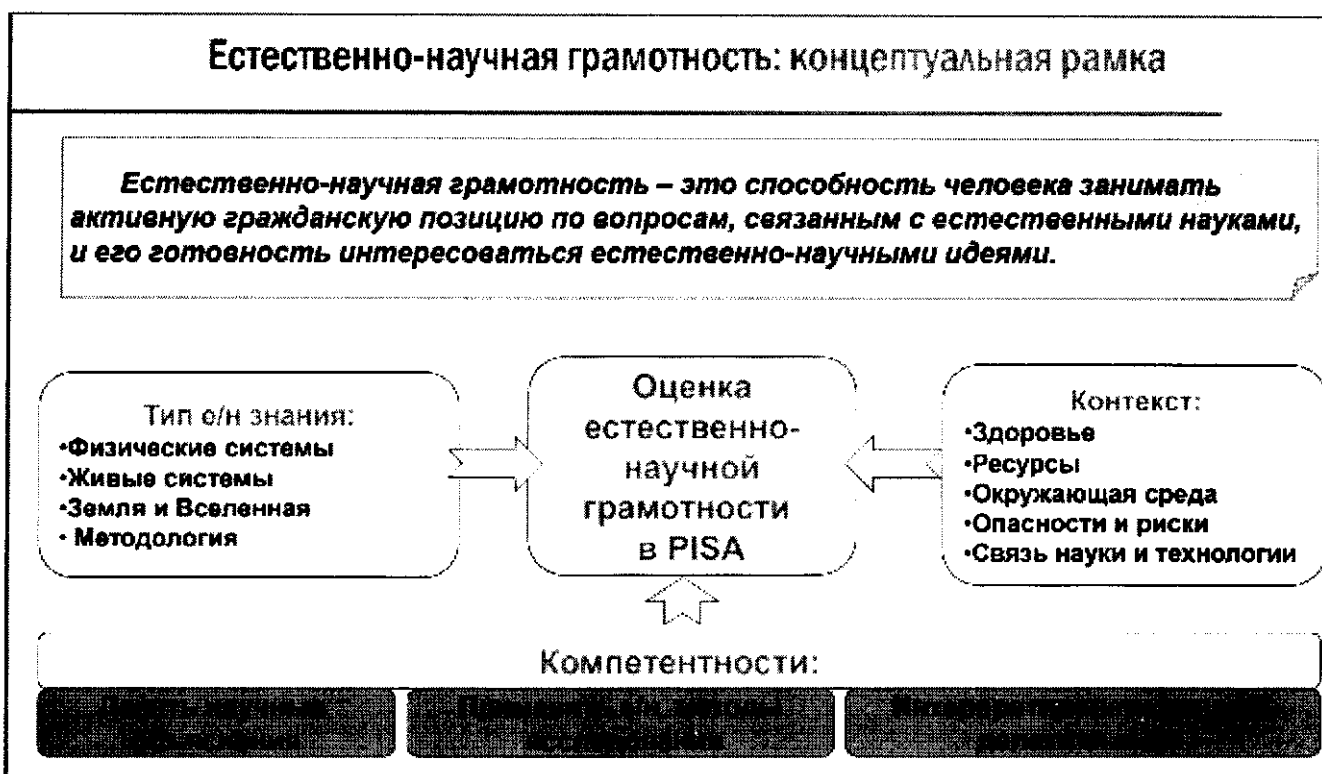 Естественно-научная грамотность: концептуальная рамка
Естественно-научная грамотность – это способность человека занимать
активную гражданскую позицию по вопросам, связанным с естественными науками,
и его готовность интересоваться естественно-научными идеями.
Тип е/н знания:
•Физические системы
•Живые системы
•Земля и Вселенная
• Методология
Оценка
естественно-
научной
грамотности
в PISA
Контекст:
•Здоровье
•Ресурсы
•Окружающая среда
•Опасности и риски
•Связь науки и технологии
Компетентности: